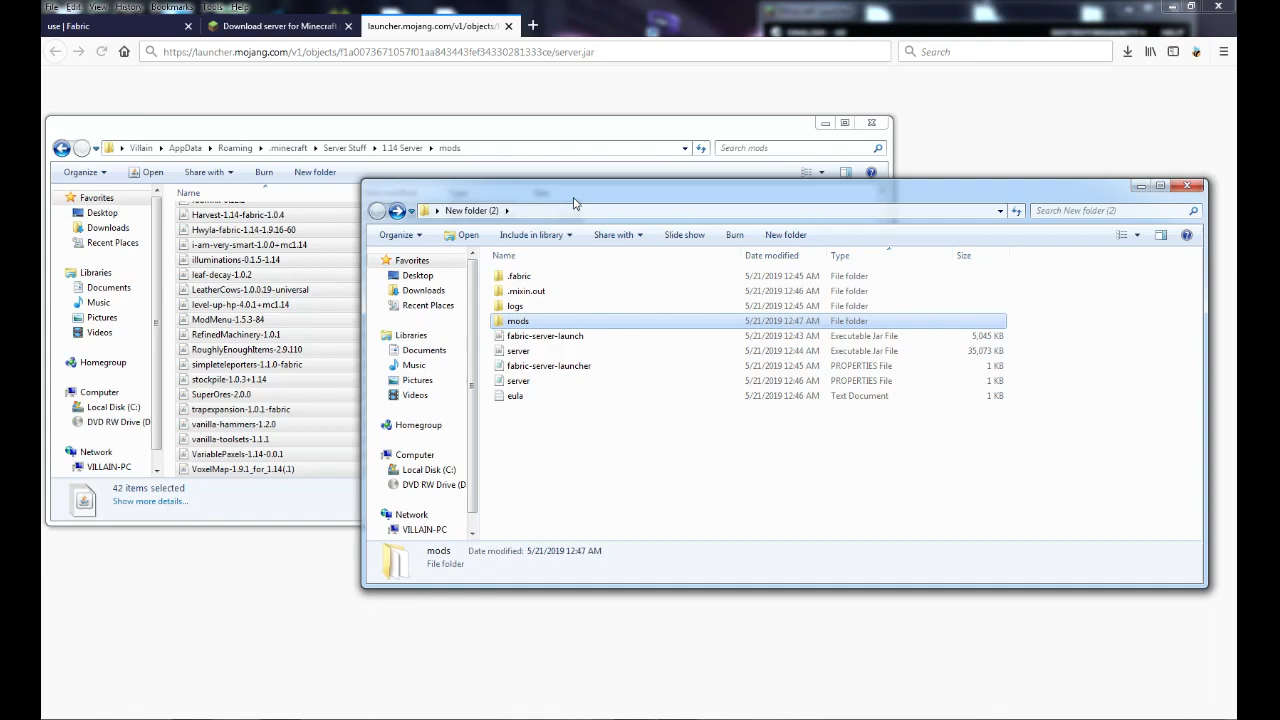 File Edit View History Bookmarks Tools Help
use | Fabric
Download server for Minecraft
launcher.mojang.com/v1/objects/f
https://launcher.mojang.com/v1/objects/f1a0073671057f01aa843443fef34330281333ce/server.jar
Search
Villain AppData Roaming .minecraft Server Stuff 1.14 Server mods
Search mods
Organize Open Share with Burn New folder
Favorites
Desktop
Downloads
Recent Places
Libraries
Documents
Music
Pictures
Videos
Homegroup
Computer
Local Disk (C:)
DVD RW Drive (D
Network
VILLAIN-PC
Name
Harvest-1.14-fabric-1.0.4
Hwyla-fabric-1.14-1.9.16-60
i-am-very-smart-1.0.0+mc1.14
illuminations-0.1.5-1.14
leaf-decay-1.0.2
LeatherCows-1.0.0.19-universal
level-up-hp-4.0.1+mc1.14
ModMenu-1.5.3-84
RefinedMachinery-1.0.1
RoughlyEnoughItems-2.9.110
simpleteleporters-1.1.0-fabric
stockpile-1.0.3+1.14
SuperOres-2.0.0
trapexpansion-1.0.1-fabric
vanilla-hammers-1.2.0
vanilla-toolsets-1.1.1
VariablePixels-1.14-0.0.1
VoxelMap-1.9.1_for_1.14(.1)
42 items selected
Show more details...
New folder (2)
Search New folder (2)
Organize Open Include in library Share with Slide show Burn New folder
Favorites
Desktop
Downloads
Recent Places
Libraries
Documents
Music
Pictures
Videos
Homegroup
Computer
Local Disk (C:)
DVD RW Drive (D
Network
VILLAIN-PC
Name Date modified Type Size
.fabric 5/21/2019 12:45 AM File folder
.mixin.out 5/21/2019 12:46 AM File folder
logs 5/21/2019 12:45 AM File folder
mods 5/21/2019 12:47 AM File folder
fabric-server-launch 5/21/2019 12:43 AM Executable Jar File 5,045 KB
server 5/21/2019 12:44 AM Executable Jar File 35,073 KB
fabric-server-launcher 5/21/2019 12:45 AM PROPERTIES File 1 KB
server 5/21/2019 12:45 AM PROPERTIES File 1 KB
eula 5/21/2019 12:46 AM Text Document 1 KB
mods Date modified: 5/21/2019 12:47 AM
File folder